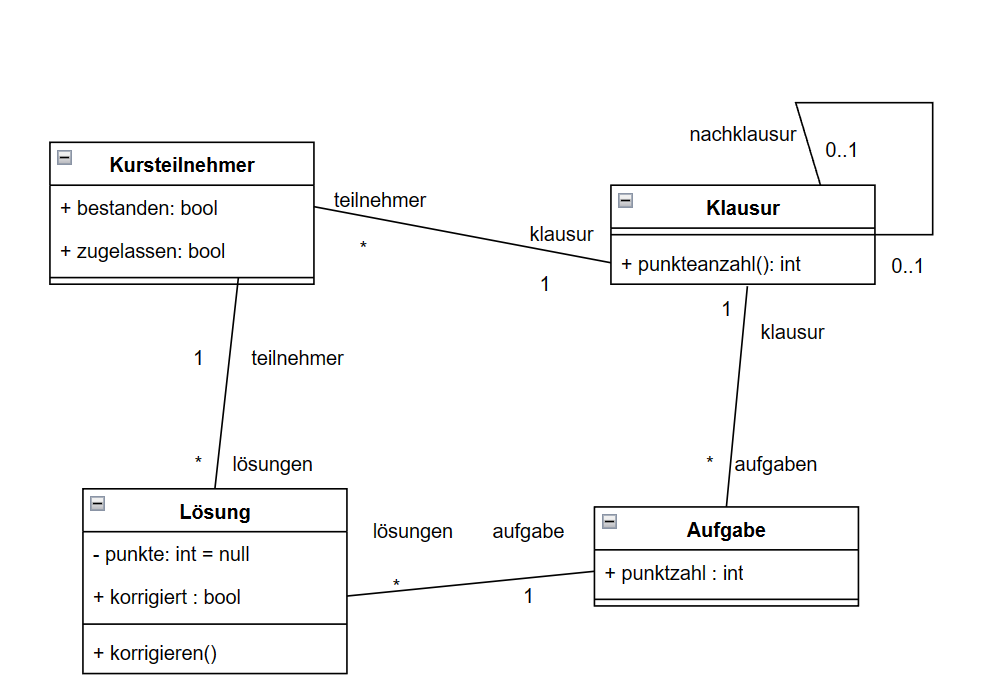 nachklausur
0..1
Kursteilnehmer
+ bestanden: bool
+ zugelassen: bool
teilnehmer
*
klausur
1
Klausur
+ punkteanzahl(): int
0..1
1
klausur
1
teilnehmer
*
lösungen
*
aufgaben
Lösung
- punkte: int = null
+ korrigiert : bool
+ korrigieren()
lösungen
aufgabe
*
1
Aufgabe
+ punktzahl : int